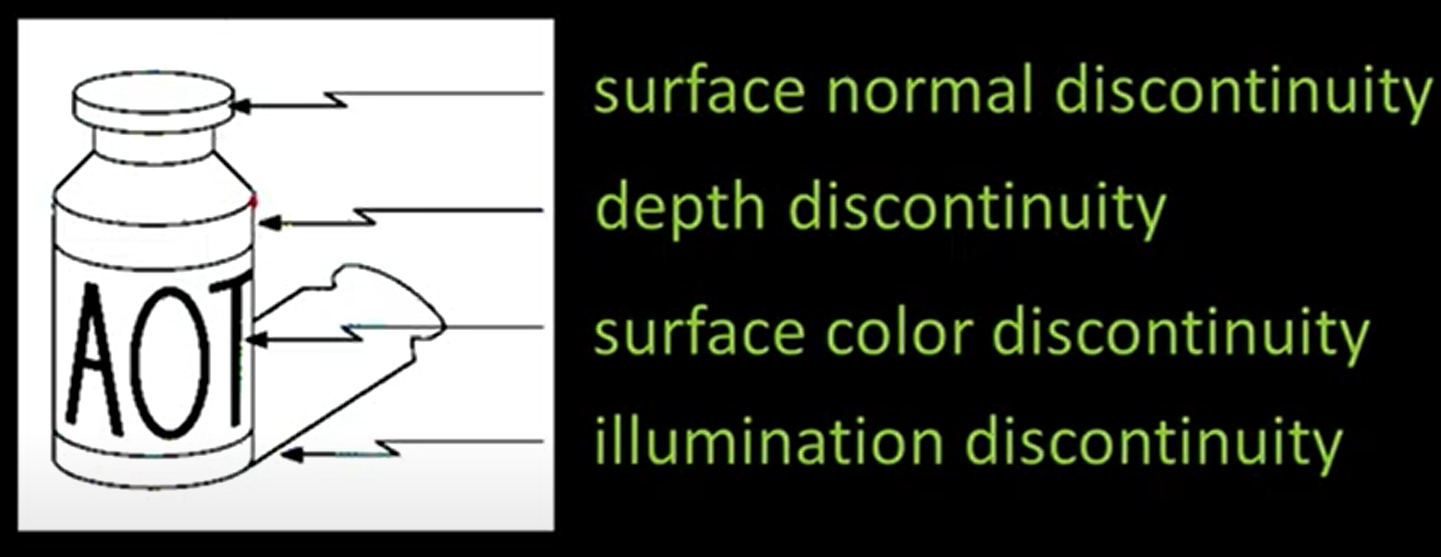 surface normal discontinuity
depth discontinuity
AOT
surface color discontinuity
illumination discontinuity